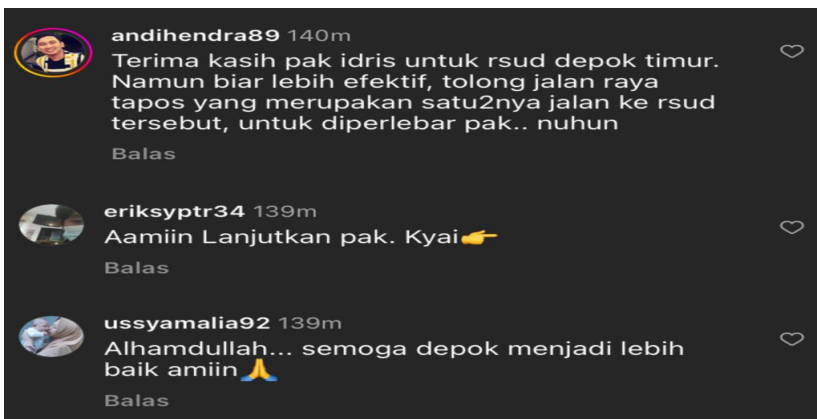 andihendra89 140m
Terima kasih pak idris untuk rsud depok timur.
Namun biar lebih efektif, tolong jalan raya
tapos yang merupakan satu2nya jalan ke rsud
tersebut, untuk diperlebar pak.. nuhun
Balas
eriksyptr34 139m
Aamiin Lanjutkan pak. Kyai👉
Balas
ussyamalia92 139m
Alhamdullah... semoga depok menjadi lebih
baik amiin🙏
Balas